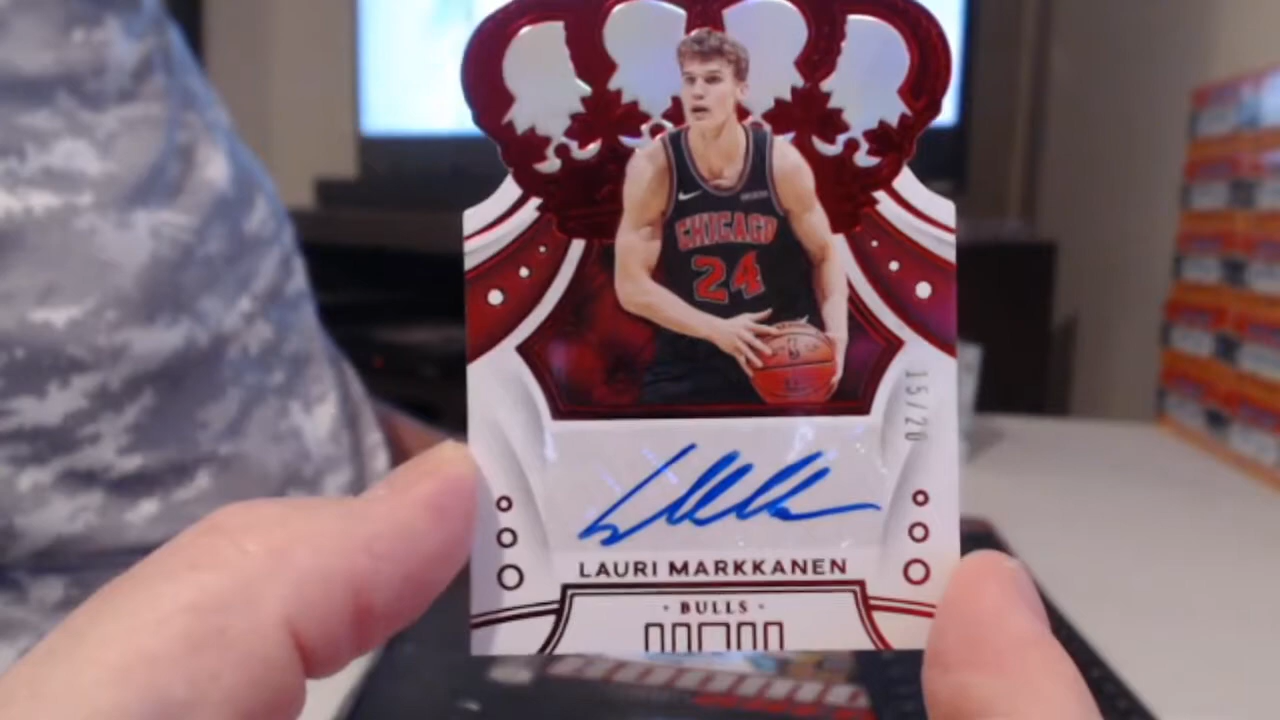 CHICAGO
24
15/20
LAURI MARKKANEN
• BULLS •